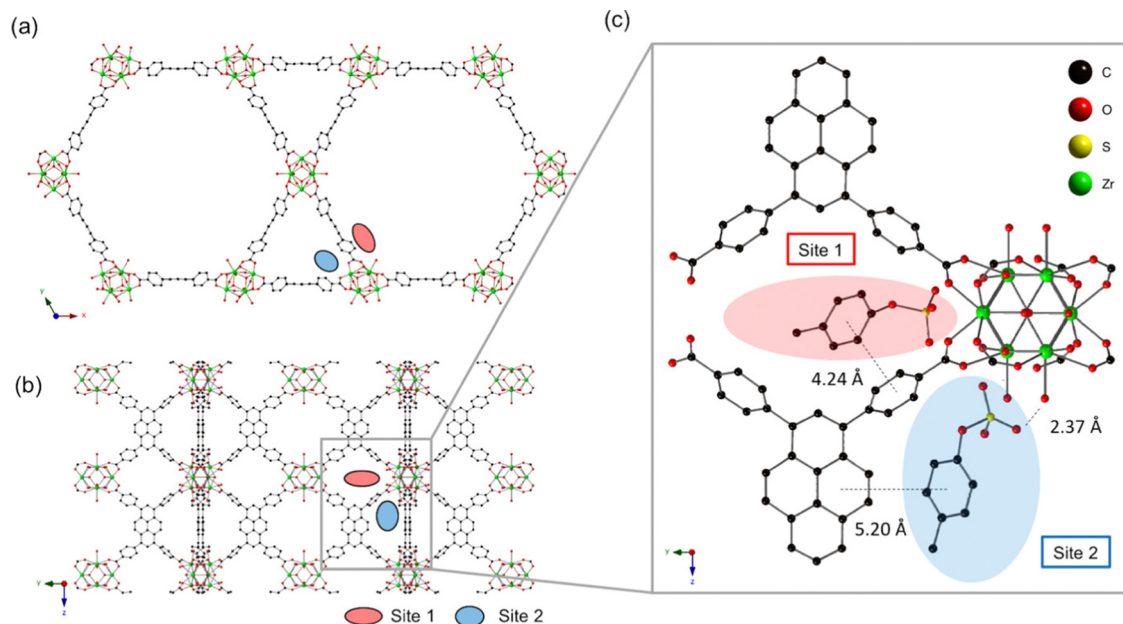 (a)
Y
X
(b)
Y
Z
Site 1
Site 2
(c)
C
O
S
Zr
Site 1
4.24 Å
2.37 Å
5.20 Å
Site 2
Y
Z